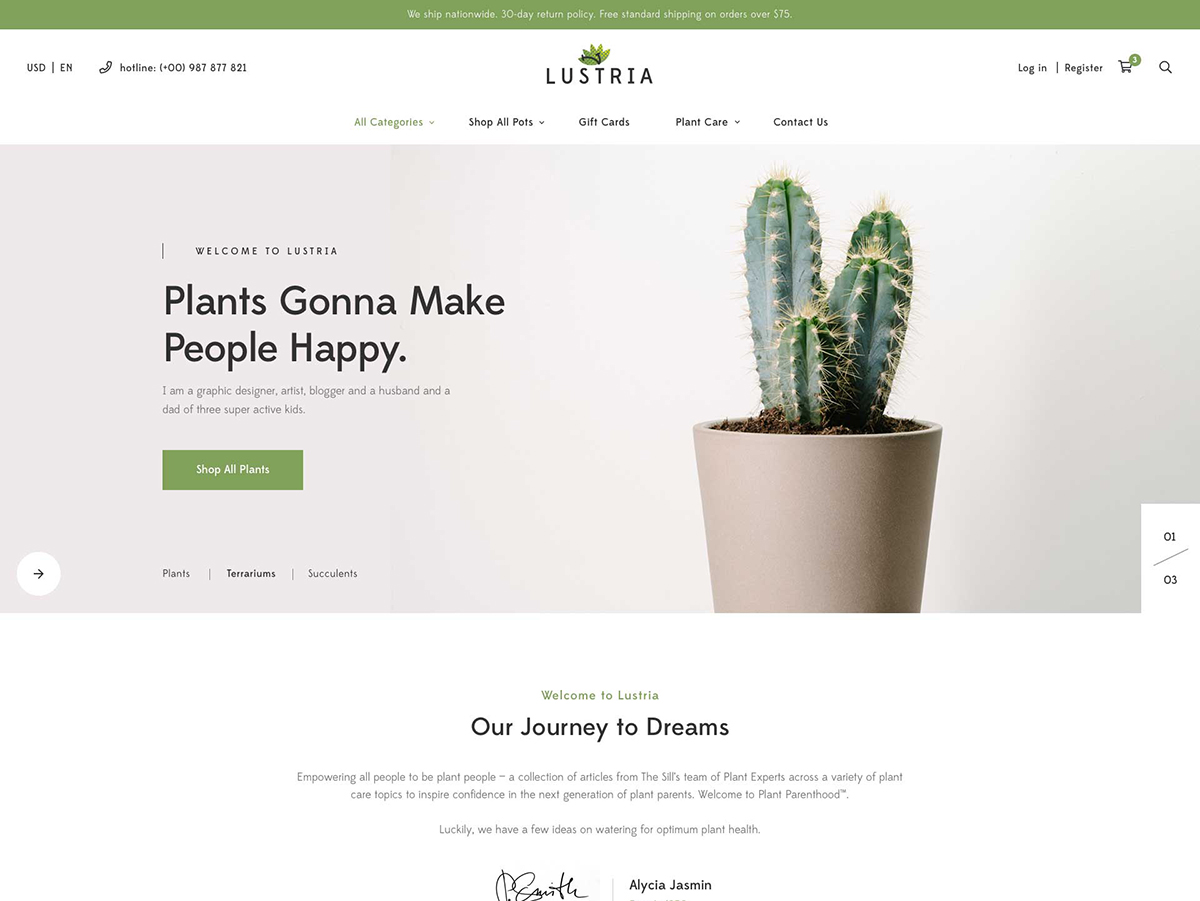 We ship nationwide. 30-day return policy. Free standard shipping on orders over $75.
USD | EN
hotline: (+00) 987 877 821
LUSTRIA
Log in | Register
3
All Categories
Shop All Pots
Gift Cards
Plant Care
Contact Us
WELCOME TO LUSTRIA
Plants Gonna Make
People Happy.
I am a graphic designer, artist, blogger and a husband and a
dad of three super active kids.
Shop All Plants
Plants | Terrariums | Succulents
01
03
Welcome to Lustria
Our Journey to Dreams
Empowering all people to be plant people – a collection of articles from The Sill's team of Plant Experts across a variety of plant
care topics to inspire confidence in the next generation of plant parents. Welcome to Plant Parenthood™.
Luckily, we have a few ideas on watering for optimum plant health.
Alycia Jasmin